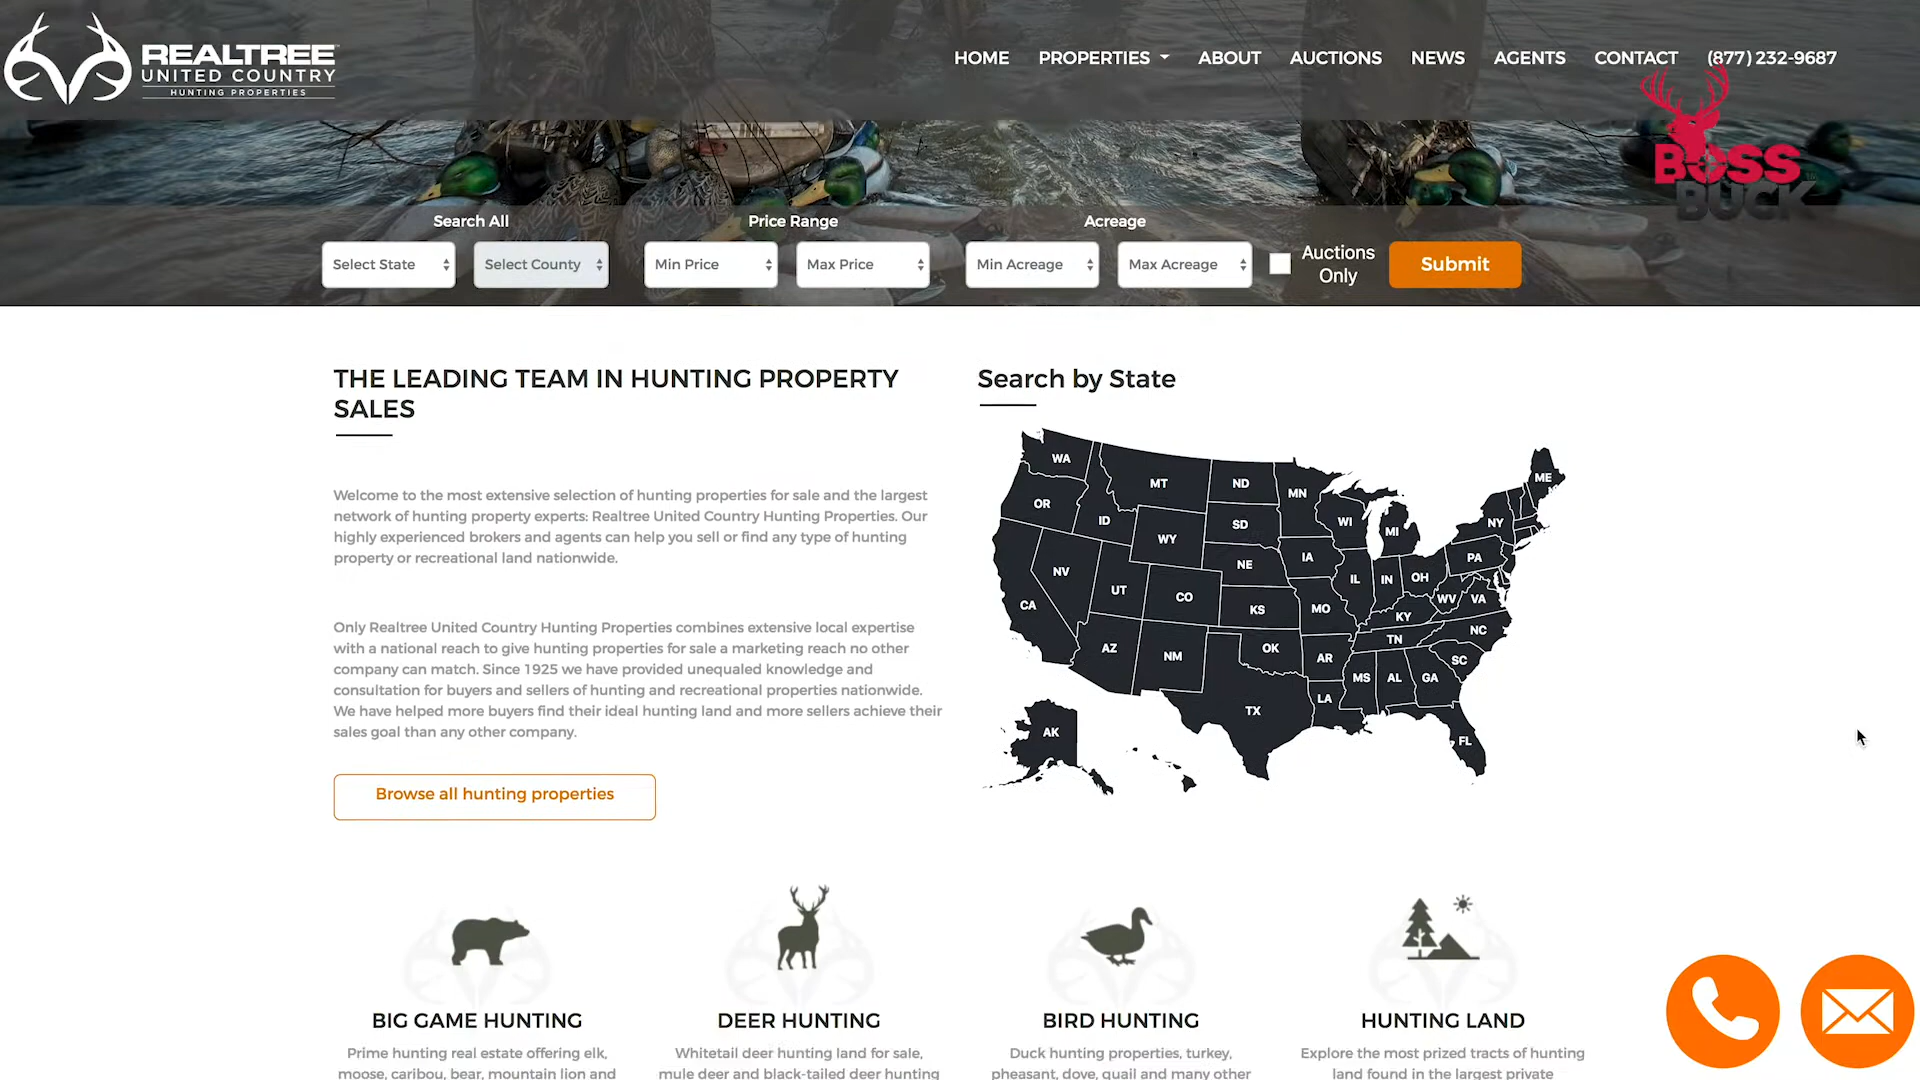 REALTREE
UNITED COUNTRY
HUNTING PROPERTIES
HOME PROPERTIES ABOUT AUCTIONS NEWS AGENTS CONTACT (877) 232-9687
BOSS
BUCK
Search All Price Range Acreage
Select State Select County Min Price Max Price Min Acreage Max Acreage Auctions Only Submit
THE LEADING TEAM IN HUNTING PROPERTY
SALES
Welcome to the most extensive selection of hunting properties for sale and the largest
network of hunting property experts: Realtree United Country Hunting Properties. Our
highly experienced brokers and agents can help you sell or find any type of hunting
property or recreational land nationwide.
Only Realtree United Country Hunting Properties combines extensive local expertise
with a national reach to give hunting properties for sale a marketing reach no other
company can match. Since 1925 we have provided unequaled knowledge and
consultation for buyers and sellers of hunting and recreational properties nationwide.
We have helped more buyers find their ideal hunting land and more sellers achieve their
sales goal than any other company.
Browse all hunting properties
Search by State
WA MT ND MN ME
OR ID SD WI MI NY
WY IA PA
NV UT CO NE IL IN OH
CA KS MO WV VA
KY
AZ NM OK AR TN NC
SC
MS AL GA
TX LA
AK FL
BIG GAME HUNTING
Prime hunting real estate offering elk,
moose, caribou, bear, mountain lion and
DEER HUNTING
Whitetail deer hunting land for sale,
mule deer and black-tailed deer hunting
BIRD HUNTING
Duck hunting properties, turkey,
pheasant, dove, quail and many other
HUNTING LAND
Explore the most prized tracts of hunting
land found in the largest private